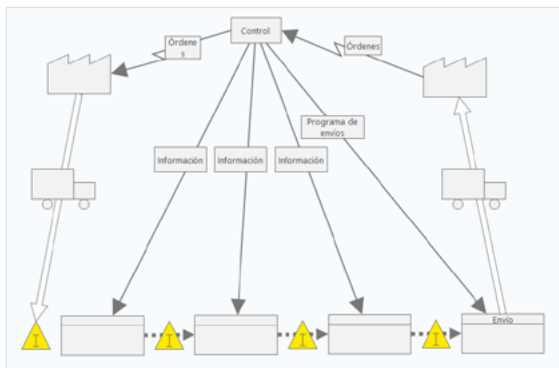 Control
Órdene
s
Órdenes
Programa de
envíos
Información
Información
Información
I
I
I
I
Envío